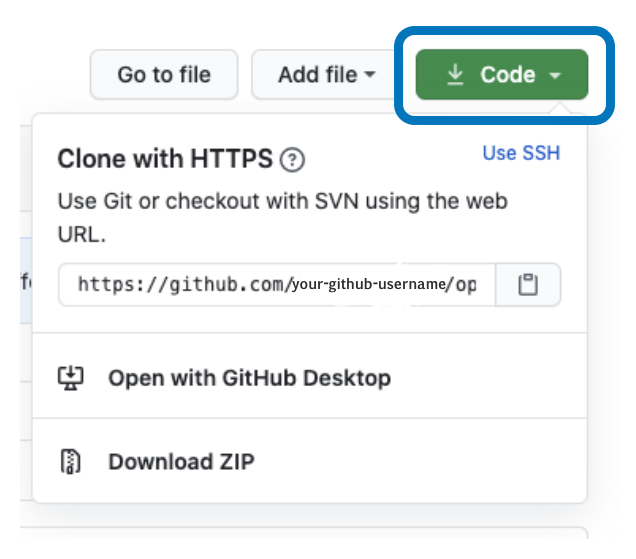 Go to file
Add file
Code
Clone with HTTPS
Use SSH
Use Git or checkout with SVN using the web
URL.
https://github.com/your-github-username/op
Open with GitHub Desktop
Download ZIP